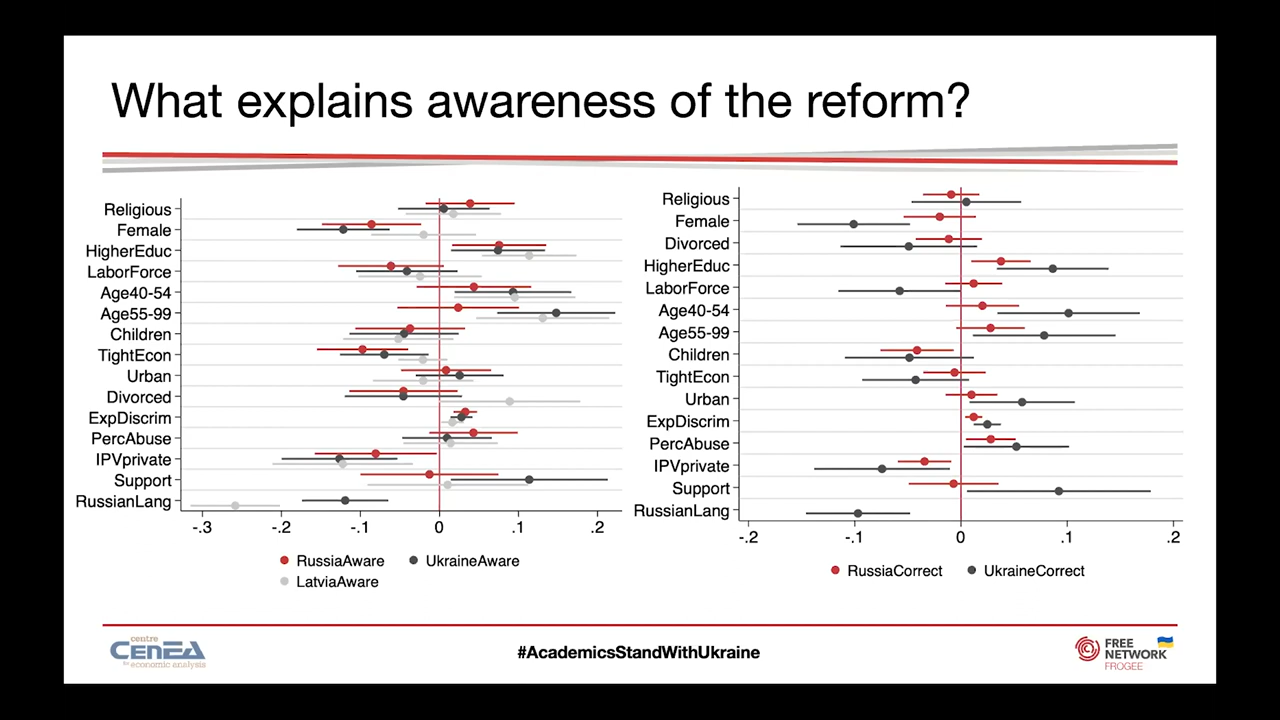 What explains awareness of the reform?
Religious
Female
HigherEduc
LaborForce
Age40-54
Age55-99
Children
TightEcon
Urban
Divorced
ExpDiscrim
PercAbuse
IPVprivate
Support
RussianLang
-.3 -.2 -.1 0 .1 .2
RussiaAware UkraineAware
LatviaAware
Religious
Female
Divorced
HigherEduc
LaborForce
Age40-54
Age55-99
Children
TightEcon
Urban
ExpDiscrim
PercAbuse
IPVprivate
Support
RussianLang
-.2 -.1 0 .1 .2
RussiaCorrect UkraineCorrect
centre
CENEA
economic analysis
#AcademicsStandWithUkraine
FREE
NETWORK
FROGEE